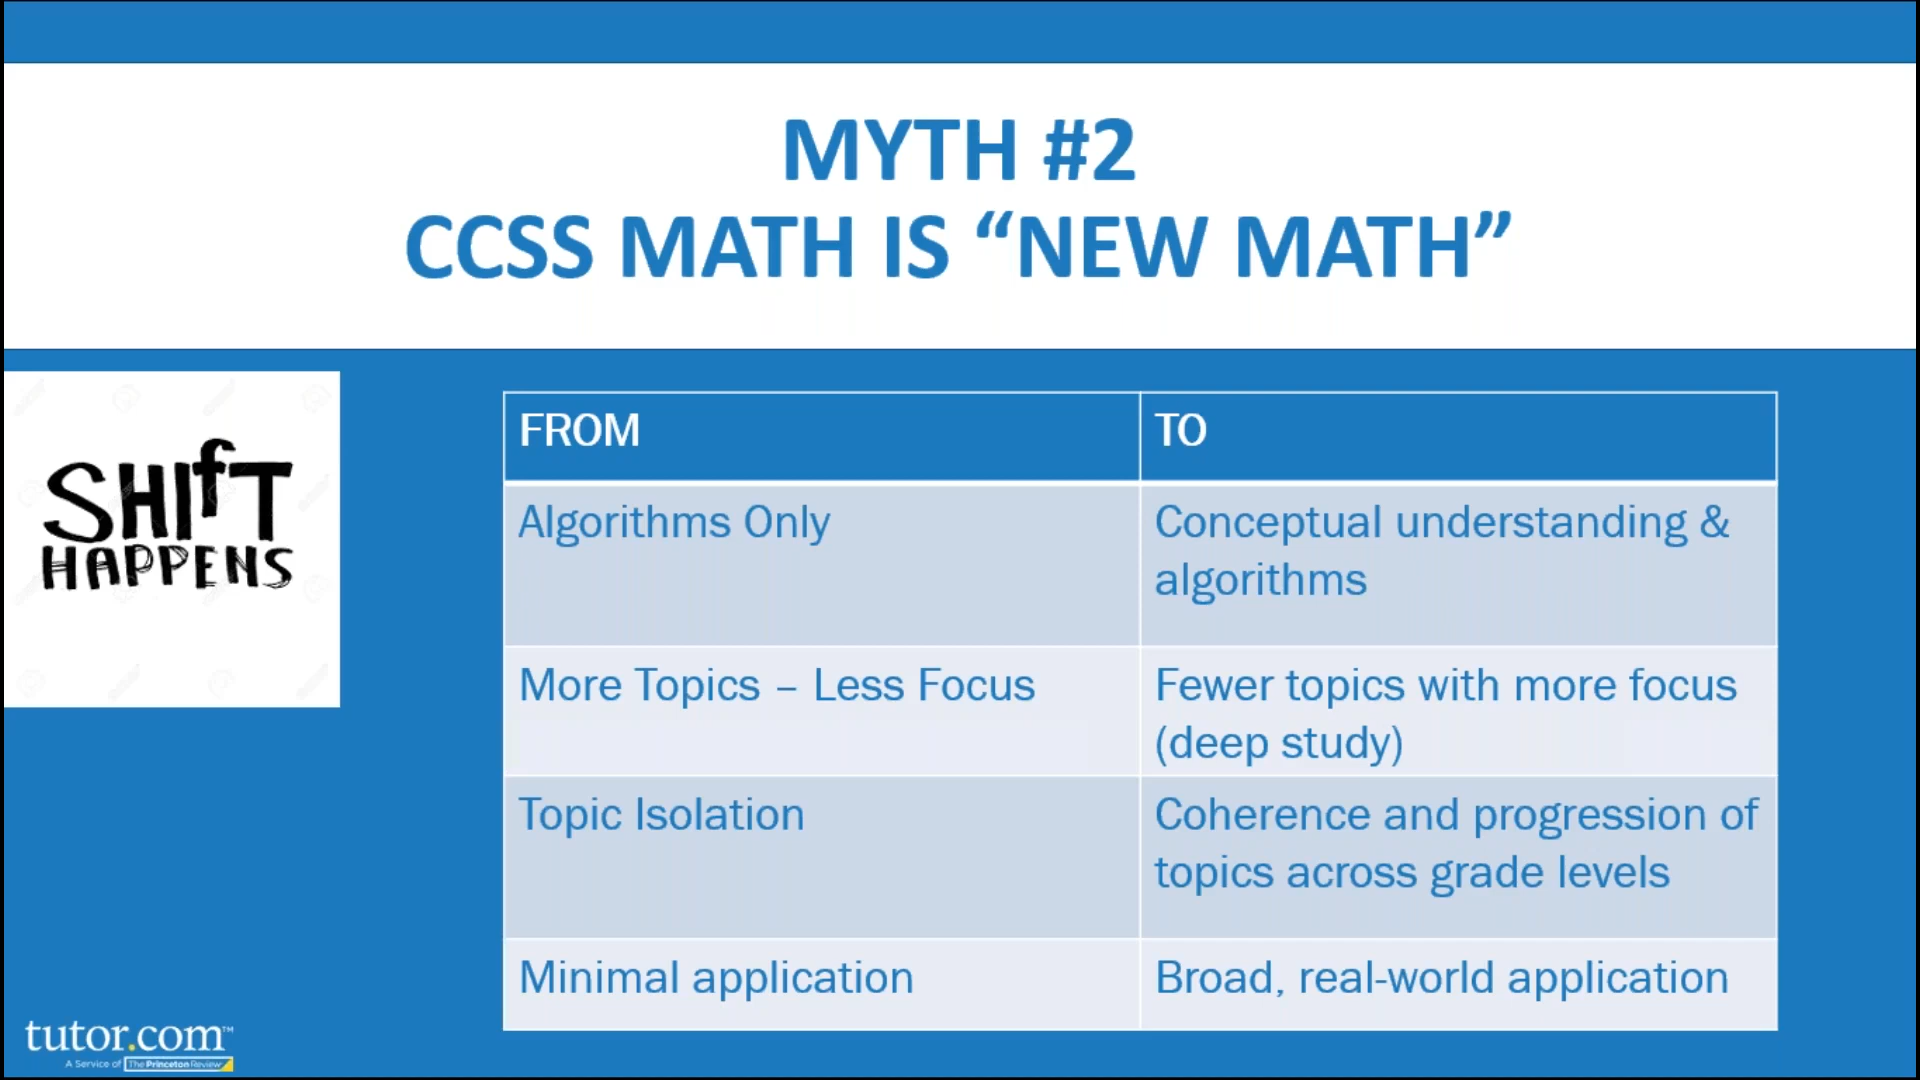 MYTH #2
CCSS MATH IS “NEW MATH”
SHIfT
HAPPENS
FROM
TO
Algorithms Only
Conceptual understanding &
algorithms
More Topics – Less Focus
Fewer topics with more focus
(deep study)
Topic Isolation
Coherence and progression of
topics across grade levels
Minimal application
Broad, real-world application
tutor.com™
A Service of The Princeton Review